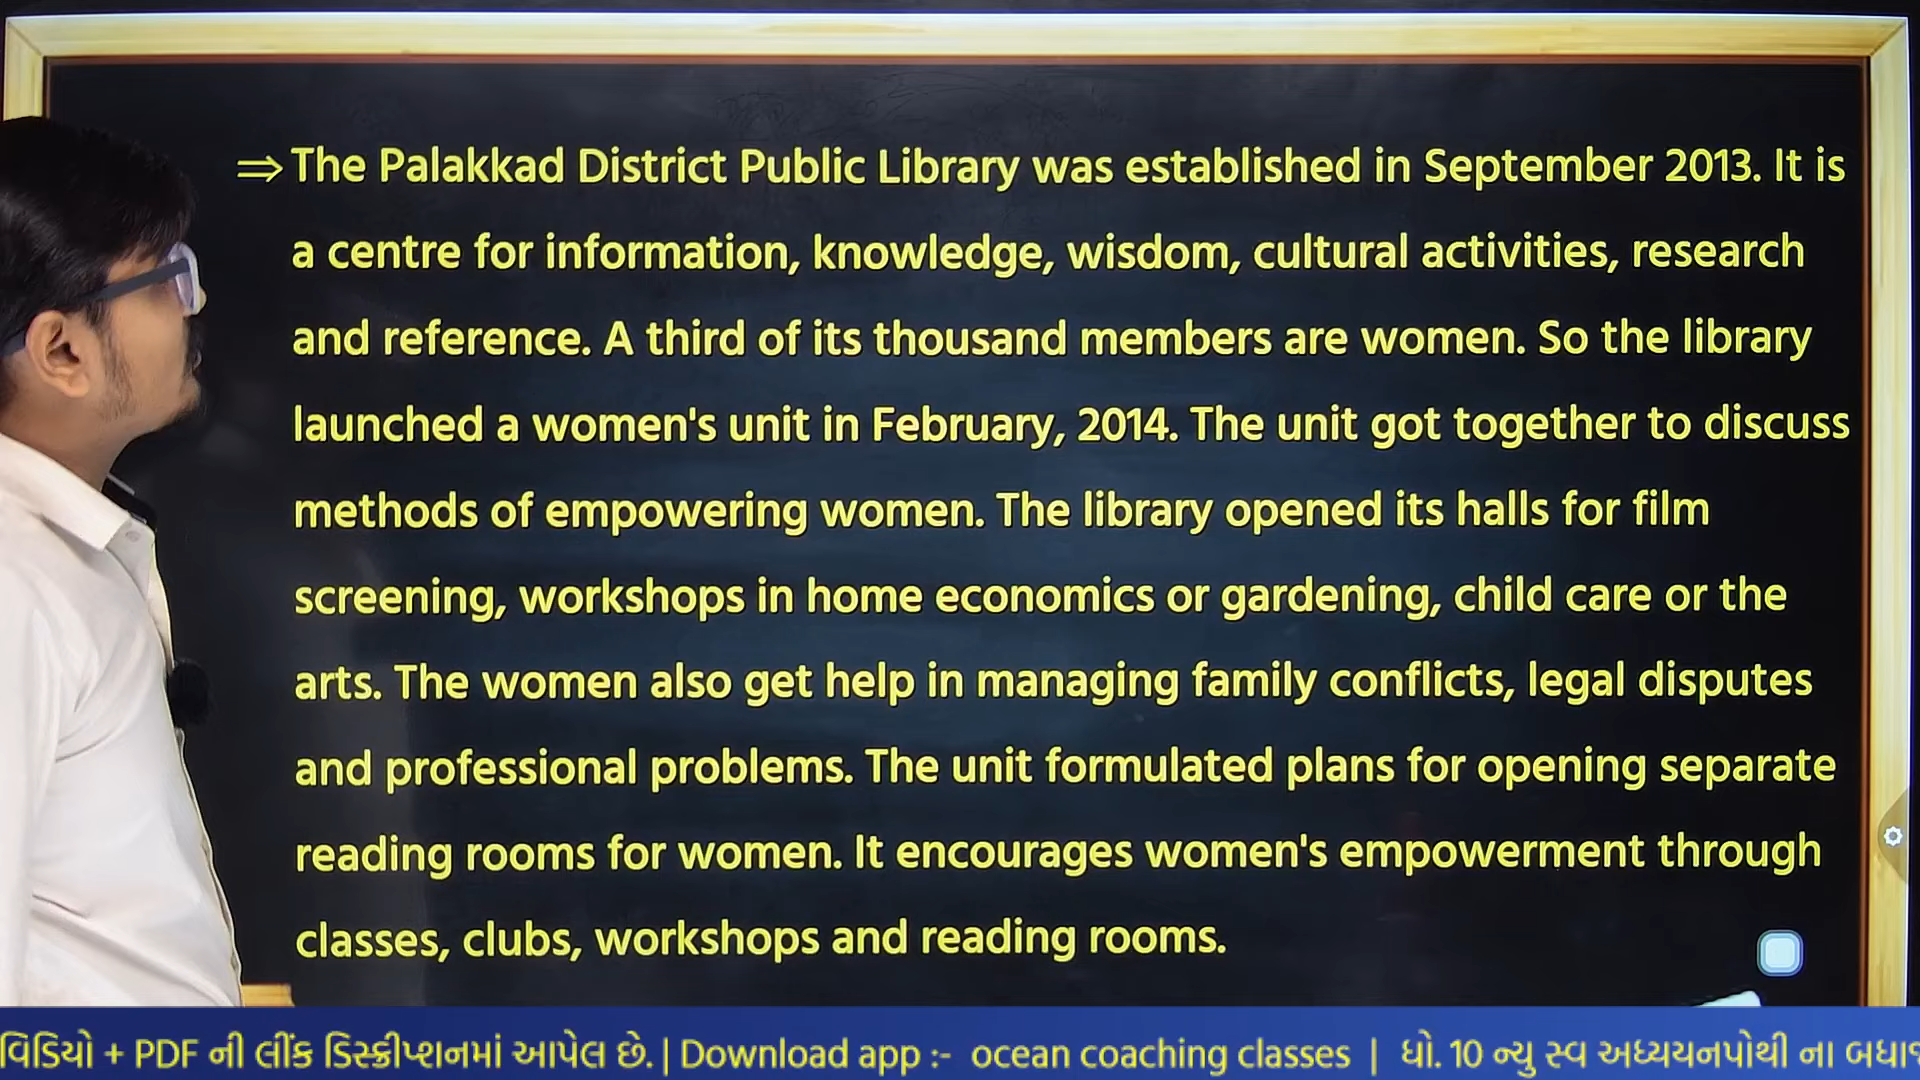 ⇒ The Palakkad District Public Library was established in September 2013. It is
a centre for information, knowledge, wisdom, cultural activities, research
and reference. A third of its thousand members are women. So the library
launched a women's unit in February, 2014. The unit got together to discuss
methods of empowering women. The library opened its halls for film
screening, workshops in home economics or gardening, child care or the
arts. The women also get help in managing family conflicts, legal disputes
and professional problems. The unit formulated plans for opening separate
reading rooms for women. It encourages women's empowerment through
classes, clubs, workshops and reading rooms.
વિડિયો + PDF ની લીંક ડિસ્ક્રીપ્શનમાં આપેલ છે. | Download app :- ocean coaching classes | ધો. 10 ન્યુ સ્વ અધ્યયનપોથી ના